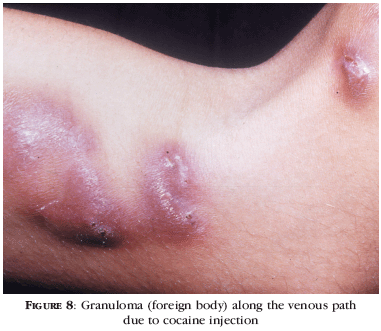 FIGURE 8: Granuloma (foreign body) along the venous path
due to cocaine injection